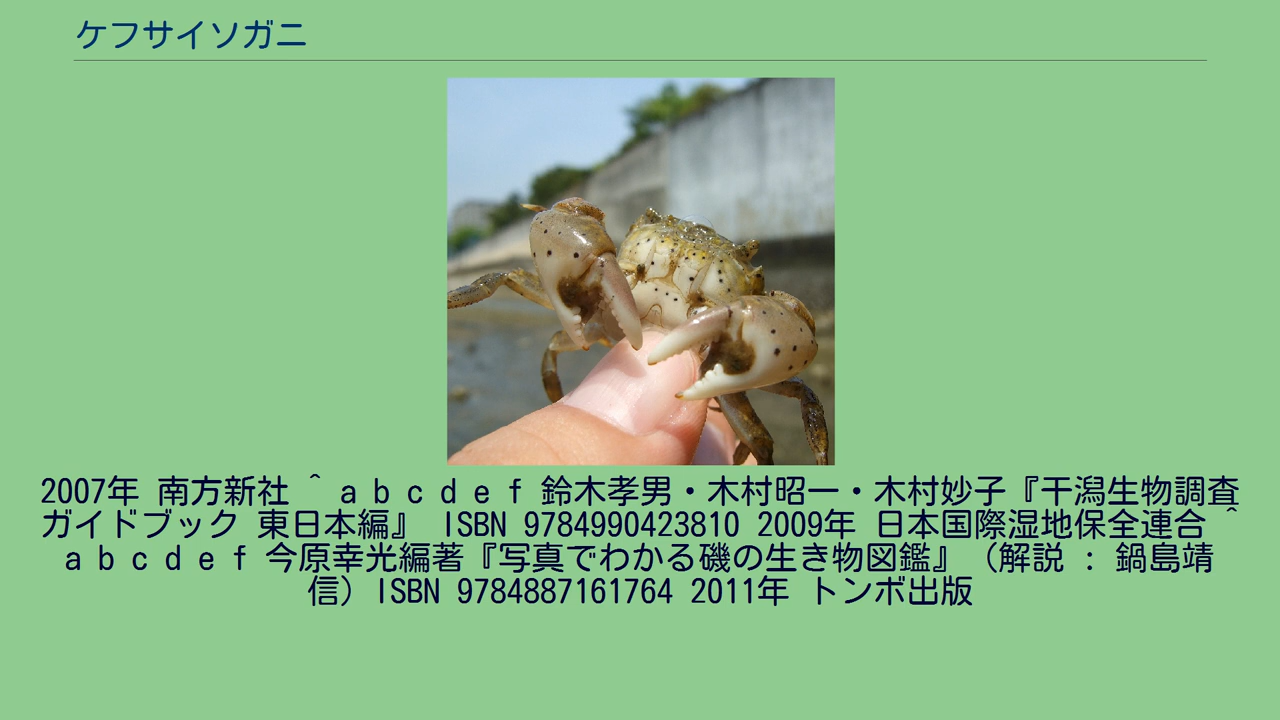 ケフサイソガニ
2007年 南方新社 ^ a b c d e f 鈴木孝男・木村昭一・木村妙子『干潟生物調査
ガイドブック 東日本編』 ISBN 9784990423810 2009年 日本国際湿地保全連合 ^
a b c d e f 今原幸光編著『写真でわかる磯の生き物図鑑』（解説 : 鍋島靖
信）ISBN 9784887161764 2011年 トンボ出版